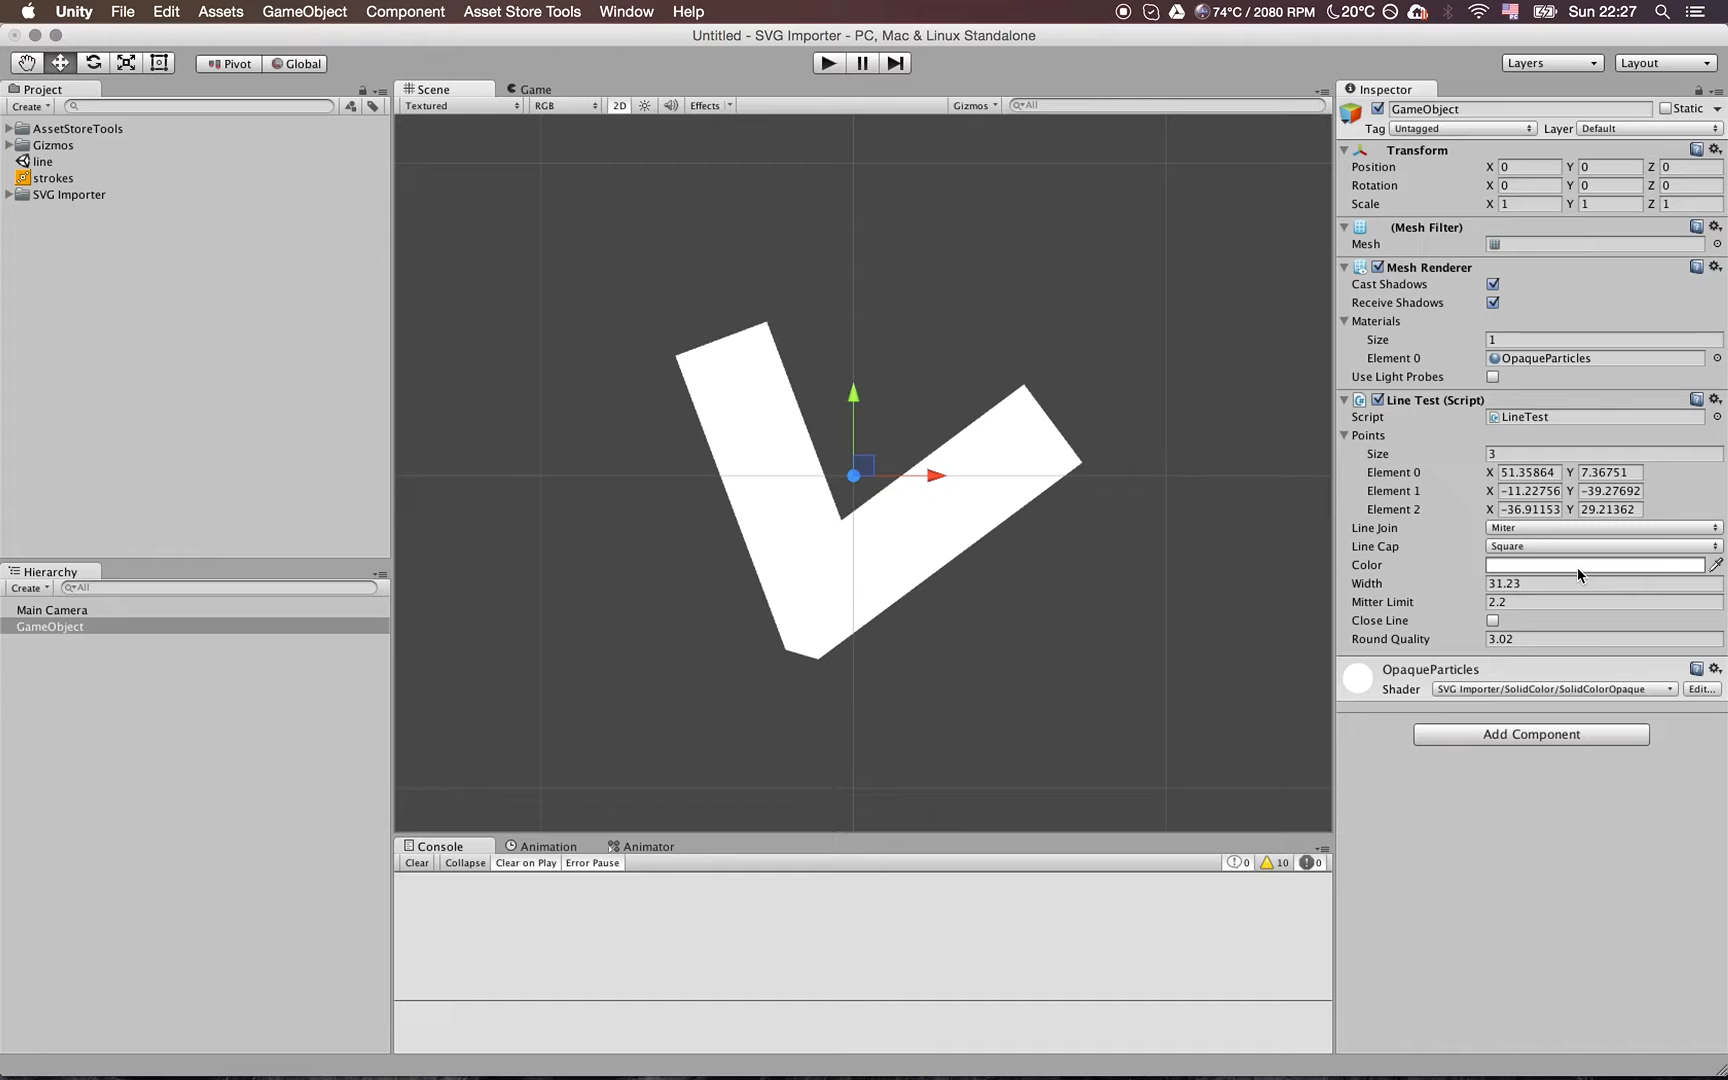 Unity File Edit Assets GameObject Component Asset Store Tools Window Help 74°C / 2080 RPM 20°C Sun 22:27
Untitled - SVG Importer - PC, Mac & Linux Standalone
Pivot Global Layers Layout
Project
Create
AssetStoreTools
Gizmos
line
strokes
SVG Importer
Hierarchy
Create All
Main Camera
GameObject
Scene Game
Textured RGB 2D Effects Gizmos All
Console Animation Animator
Clear Collapse Clear on Play Error Pause 0 10 0
Inspector
GameObject Static
Tag Untagged Layer Default
Transform
Position X 0 Y 0 Z 0
Rotation X 0 Y 0 Z 0
Scale X 1 Y 1 Z 1
(Mesh Filter)
Mesh
Mesh Renderer
Cast Shadows
Receive Shadows
Materials
Size 1
Element 0 OpaqueParticles
Use Light Probes
Line Test (Script)
Script LineTest
Points
Size 3
Element 0 X 51.35864 Y 7.36751
Element 1 X -11.22756 Y -39.27692
Element 2 X -36.91153 Y 29.21362
Line Join Miter
Line Cap Square
Color
Width 31.23
Mitter Limit 2.2
Close Line
Round Quality 3.02
OpaqueParticles
Shader SVG Importer/SolidColor/SolidColorOpaque Edit...
Add Component